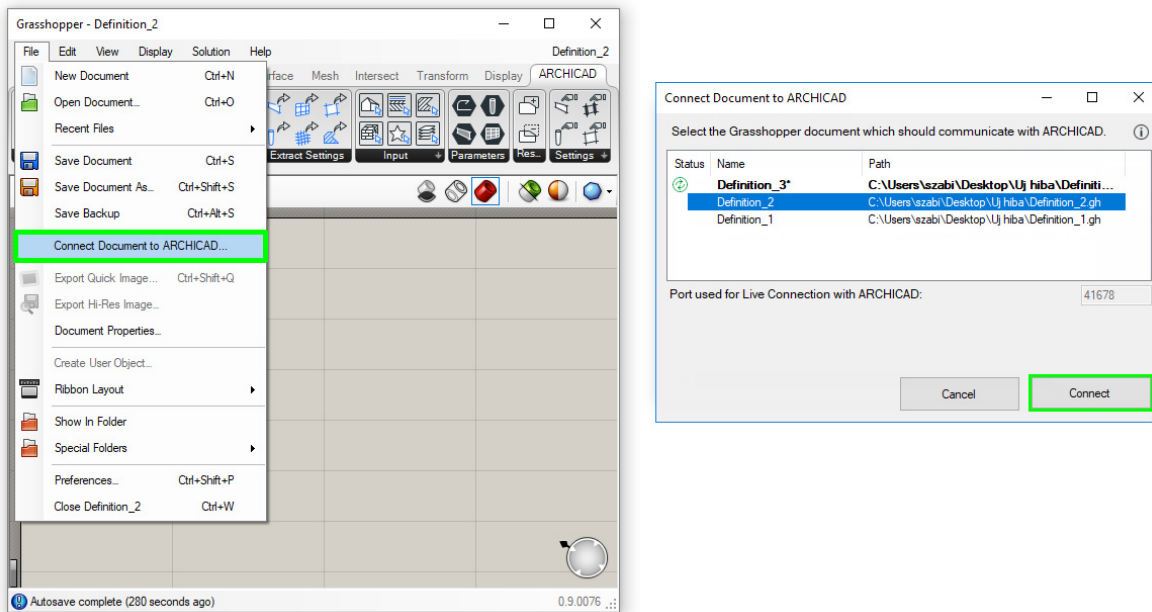 Grasshopper - Definition_2
File Edit View Display Solution Help Definition_2
rface Mesh Intersect Transform Display ARCHICAD
New Document Ctrl+N
Open Document... Ctrl+O
Recent Files
Save Document Ctrl+S
Save Document As... Ctrl+Shift+S
Save Backup Ctrl+Alt+S
Connect Document to ARCHICAD...
Export Quick Image... Ctrl+Shift+Q
Export Hi-Res Image...
Document Properties...
Create User Object...
Ribbon Layout
Show In Folder
Special Folders
Preferences... Ctrl+Shift+P
Close Definition_2 Ctrl+W
Extract Settings Input Parameters Res... Settings
Autosave complete (280 seconds ago) 0.9.0076
Connect Document to ARCHICAD
Select the Grasshopper document which should communicate with ARCHICAD.
Status Name Path
Definition_3* C:\Users\szabi\Desktop\Uj hiba\Definiti...
Definition_2 C:\Users\szabi\Desktop\Uj hiba\Definition_2.gh
Definition_1 C:\Users\szabi\Desktop\Uj hiba\Definition_1.gh
Port used for Live Connection with ARCHICAD: 41678
Cancel Connect